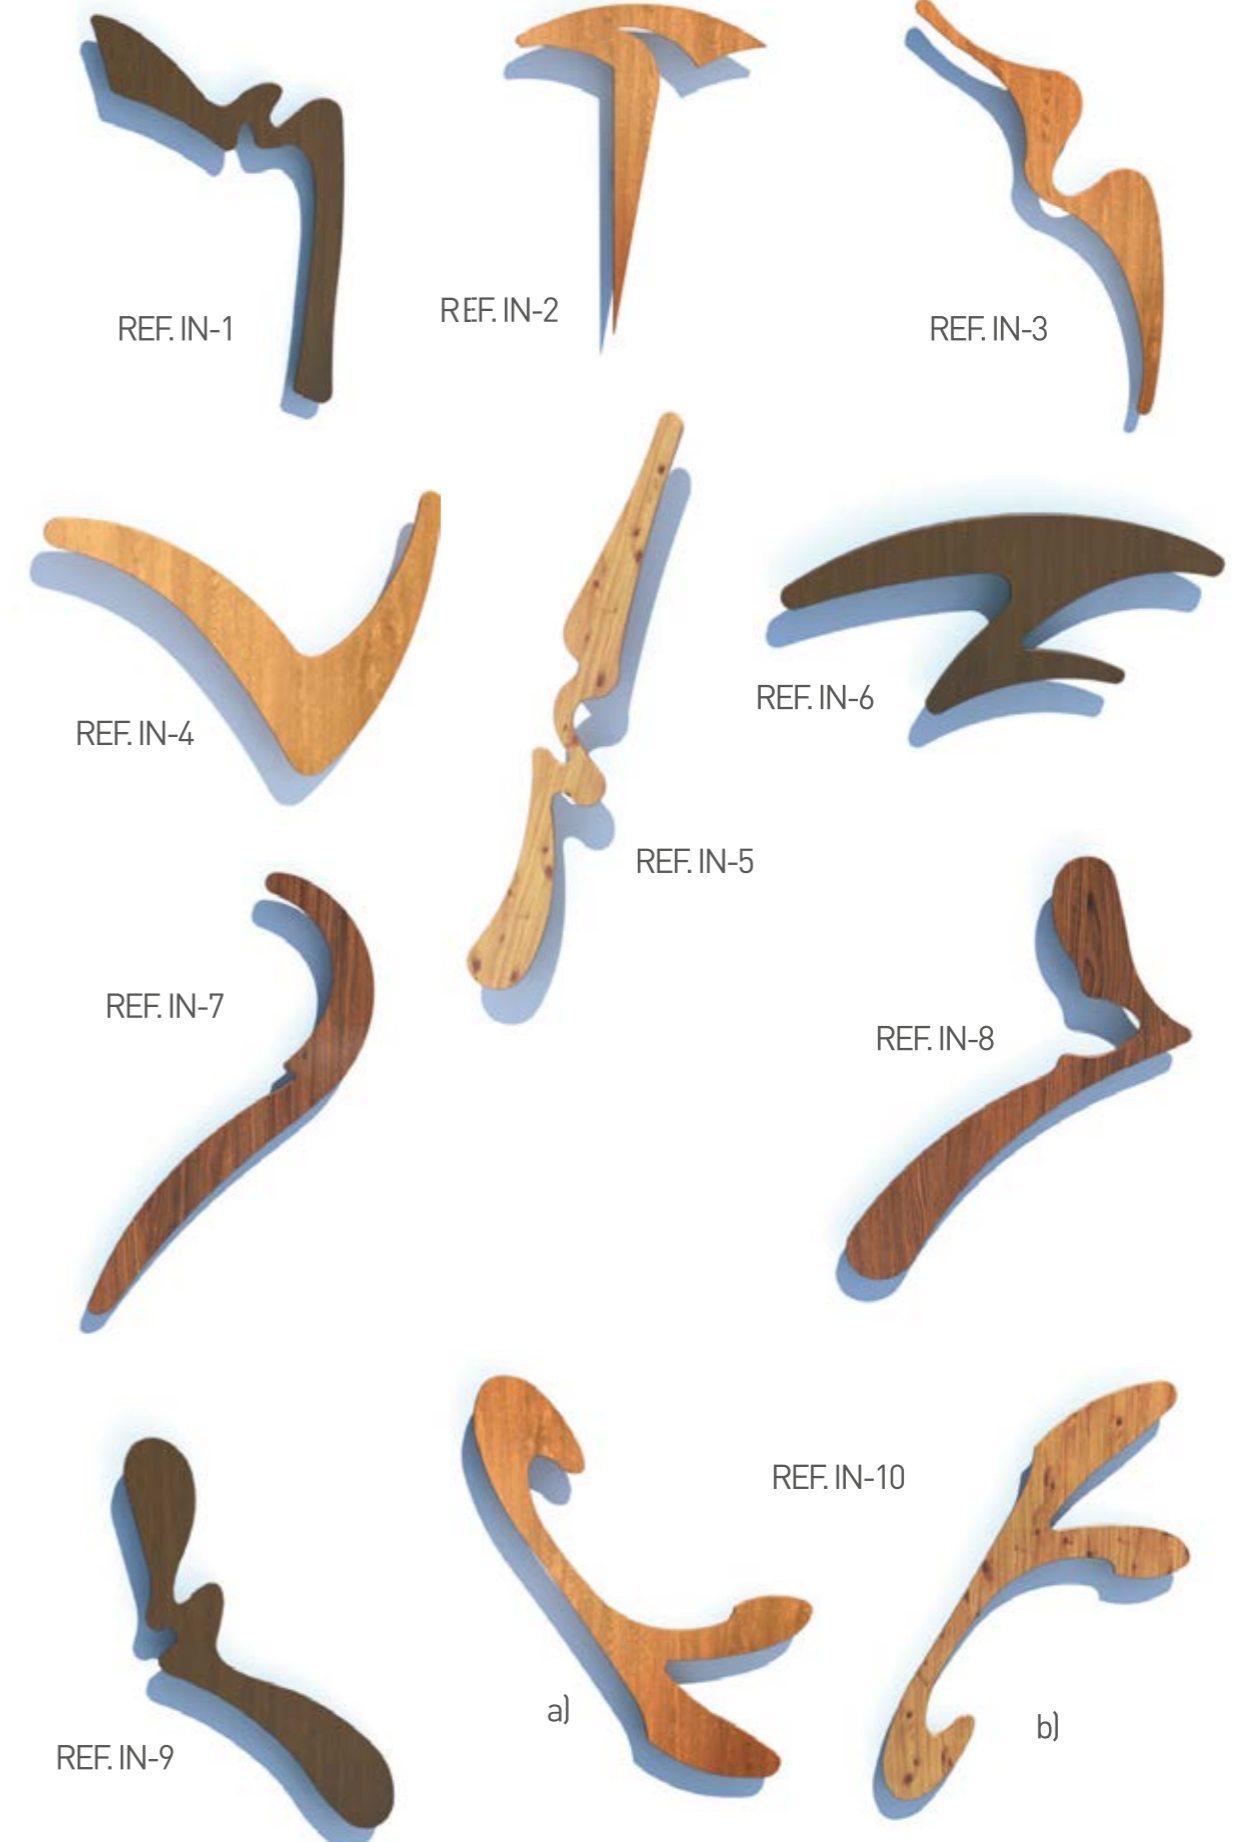 REF. IN-1
REF. IN-2
REF. IN-3
REF. IN-4
REF. IN-5
REF. IN-6
REF. IN-7
REF. IN-8
REF. IN-9
REF. IN-10
a)
b)